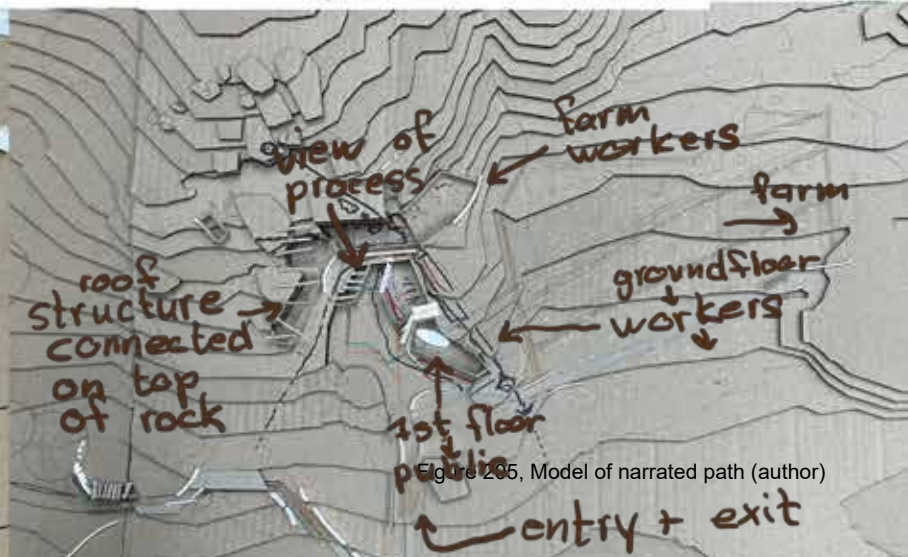 farm
workers
view of
process
farm
groundfloor
workers
roof
structure
connected
on top
of rock
1st floor
public
Figure 205, Model of narrated path (author)
entry + exit